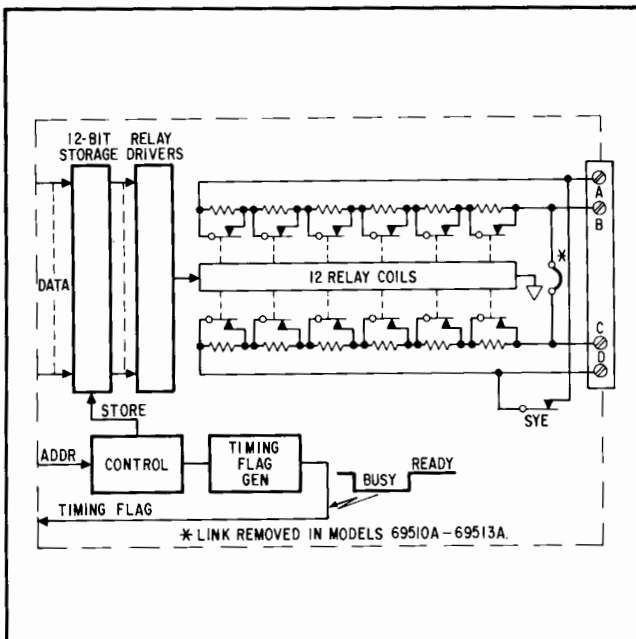 12-BIT STORAGE
RELAY DRIVERS
A
B
DATA
12 RELAY COILS
*
C
D
STORE
SYE
ADDR
CONTROL
TIMING FLAG GEN
BUSY
READY
TIMING FLAG
* LINK REMOVED IN MODELS 69510A-69513A.